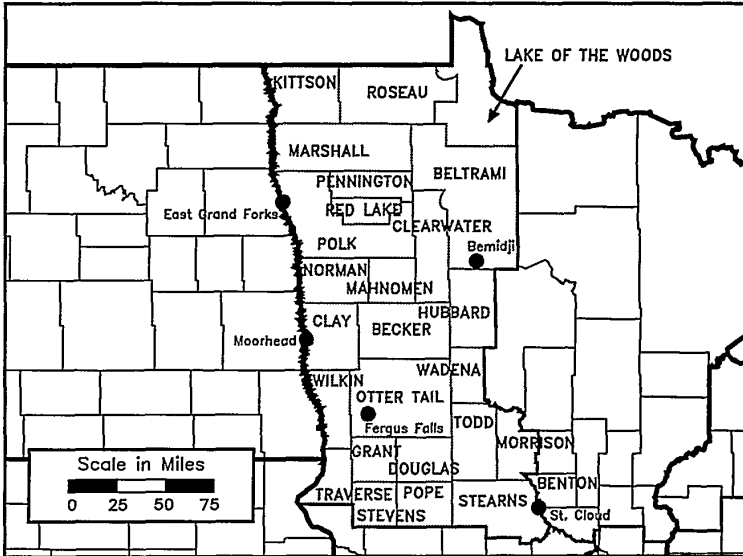 LAKE OF THE WOODS
KITTSON
ROSEAU
MARSHALL
BELTRAMI
PENNINGTON
RED LAKE
East Grand Forks
CLEARWATER
POLK
Bemidji
NORMAN
MAHNOMEN
HUBBARD
CLAY
BECKER
Moorhead
WADENA
WILKIN
OTTER TAIL
Fergus Falls
TODD
MORRISON
GRANT
DOUGLAS
Scale in Miles
0 25 50 75
BENTON
TRAVERSE
POPE
STEARNS
STEVENS
St. Cloud